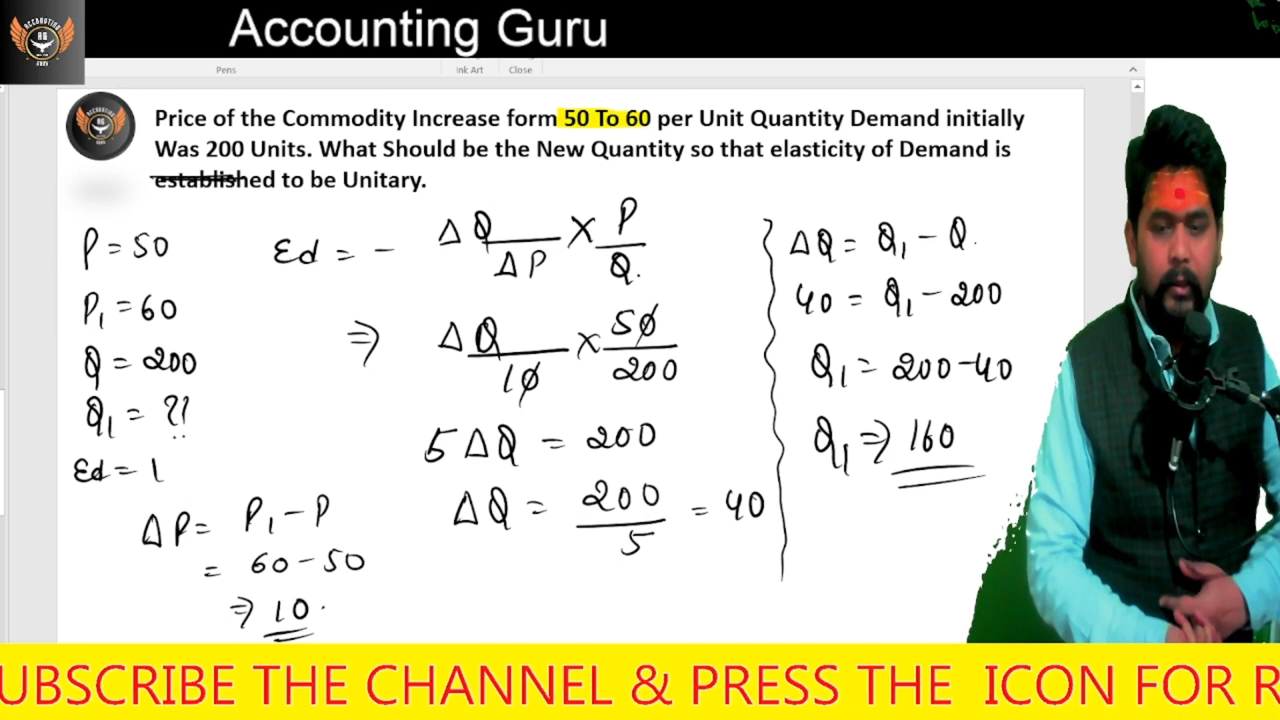 Accounting Guru
Pens Ink Art Close
Price of the Commodity Increase form 50 To 60 per Unit Quantity Demand initially
Was 200 Units. What Should be the New Quantity so that elasticity of Demand is
established to be Unitary.
P = 50
P₁ = 60
Q = 200
Q₁ = ??
Ed = 1
ΔP = P₁ - P
= 60 - 50
⇒ 10
Ed = - ΔQ/ΔP × P/Q
⇒ ΔQ/10 × 50/200
5ΔQ = 200
ΔQ = 200/5 = 40
ΔQ = Q₁ - Q
40 = Q₁ - 200
Q₁ = 200-40
Q₁ ⇒ 160
UBSCRIBE THE CHANNEL & PRESS THE ICON FOR R